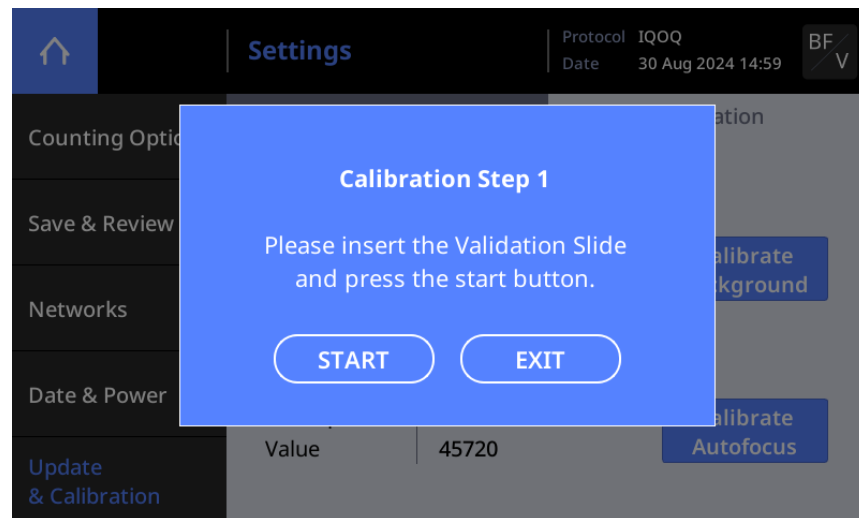 Settings
Protocol IQOQ
Date 30 Aug 2024 14:59
BF
V
Counting Optio
Save & Review
Networks
Date & Power
Update
& Calibration
ation
Calibration Step 1
Please insert the Validation Slide
and press the start button.
START
EXIT
alibrate
kground
Value 45720
alibrate
Autofocus